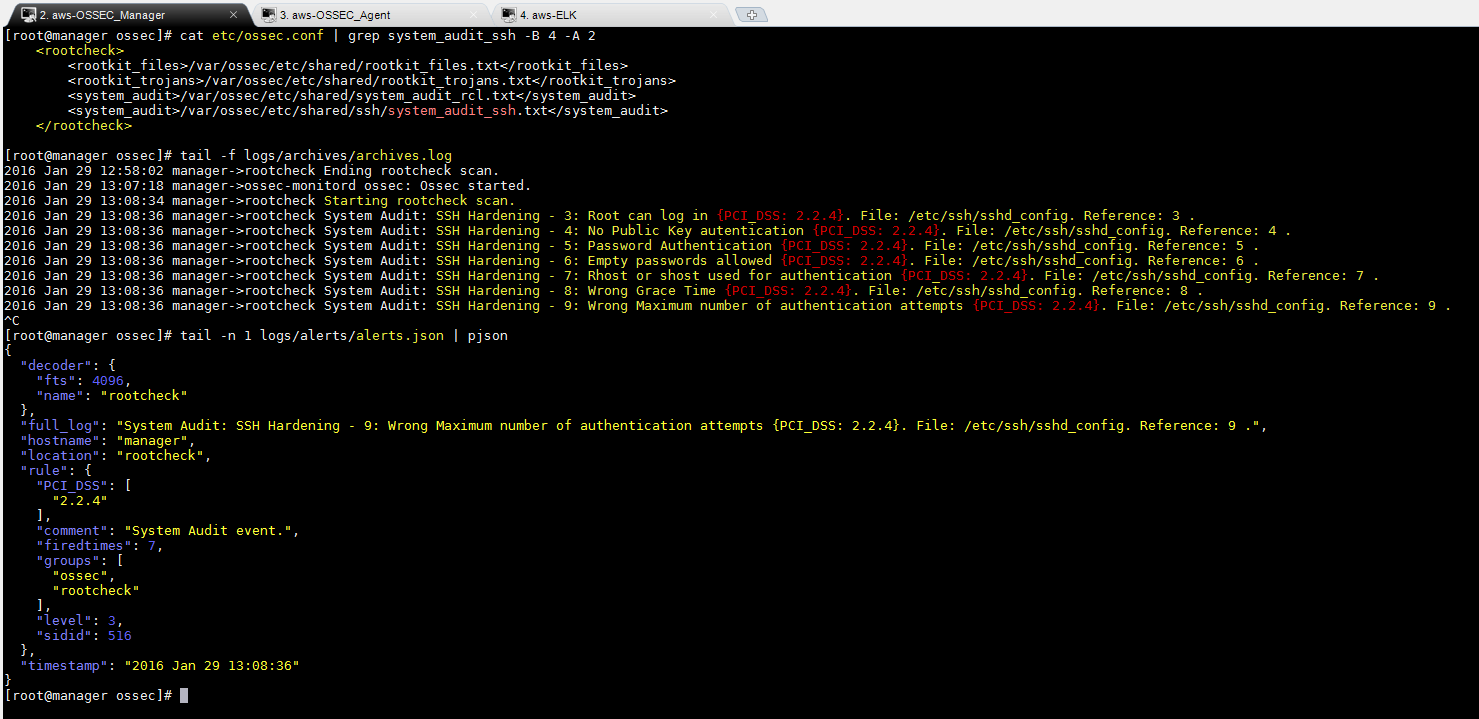 2. aws-OSSEC_Manager 3. aws-OSSEC_Agent 4. aws-ELK
[root@manager ossec]# cat etc/ossec.conf | grep system_audit_ssh -B 4 -A 2
    <rootcheck>
        <rootkit_files>/var/ossec/etc/shared/rootkit_files.txt</rootkit_files>
        <rootkit_trojans>/var/ossec/etc/shared/rootkit_trojans.txt</rootkit_trojans>
        <system_audit>/var/ossec/etc/shared/system_audit_rcl.txt</system_audit>
        <system_audit>/var/ossec/etc/shared/ssh/system_audit_ssh.txt</system_audit>
    </rootcheck>
[root@manager ossec]# tail -f logs/archives/archives.log
2016 Jan 29 12:58:02 manager->rootcheck Ending rootcheck scan.
2016 Jan 29 13:07:18 manager->ossec-monitord ossec: Ossec started.
2016 Jan 29 13:08:34 manager->rootcheck Starting rootcheck scan.
2016 Jan 29 13:08:36 manager->rootcheck System Audit: SSH Hardening - 3: Root can log in {PCI_DSS: 2.2.4}. File: /etc/ssh/sshd_config. Reference: 3 .
2016 Jan 29 13:08:36 manager->rootcheck System Audit: SSH Hardening - 4: No Public Key autentication {PCI_DSS: 2.2.4}. File: /etc/ssh/sshd_config. Reference: 4 .
2016 Jan 29 13:08:36 manager->rootcheck System Audit: SSH Hardening - 5: Password Authentication {PCI_DSS: 2.2.4}. File: /etc/ssh/sshd_config. Reference: 5 .
2016 Jan 29 13:08:36 manager->rootcheck System Audit: SSH Hardening - 6: Empty passwords allowed {PCI_DSS: 2.2.4}. File: /etc/ssh/sshd_config. Reference: 6 .
2016 Jan 29 13:08:36 manager->rootcheck System Audit: SSH Hardening - 7: Rhost or shost used for authentication {PCI_DSS: 2.2.4}. File: /etc/ssh/sshd_config. Reference: 7 .
2016 Jan 29 13:08:36 manager->rootcheck System Audit: SSH Hardening - 8: Wrong Grace Time {PCI_DSS: 2.2.4}. File: /etc/ssh/sshd_config. Reference: 8 .
2016 Jan 29 13:08:36 manager->rootcheck System Audit: SSH Hardening - 9: Wrong Maximum number of authentication attempts {PCI_DSS: 2.2.4}. File: /etc/ssh/sshd_config. Reference: 9 .
^C
[root@manager ossec]# tail -n 1 logs/alerts/alerts.json | pjson
{
  "decoder": {
    "fts": 4096,
    "name": "rootcheck"
  },
  "full_log": "System Audit: SSH Hardening - 9: Wrong Maximum number of authentication attempts {PCI_DSS: 2.2.4}. File: /etc/ssh/sshd_config. Reference: 9 .",
  "hostname": "manager",
  "location": "rootcheck",
  "rule": {
    "PCI_DSS": [
      "2.2.4"
    ],
    "comment": "System Audit event.",
    "firedtimes": 7,
    "groups": [
      "ossec",
      "rootcheck"
    ],
    "level": 3,
    "sidid": 516
  },
  "timestamp": "2016 Jan 29 13:08:36"
}
[root@manager ossec]#